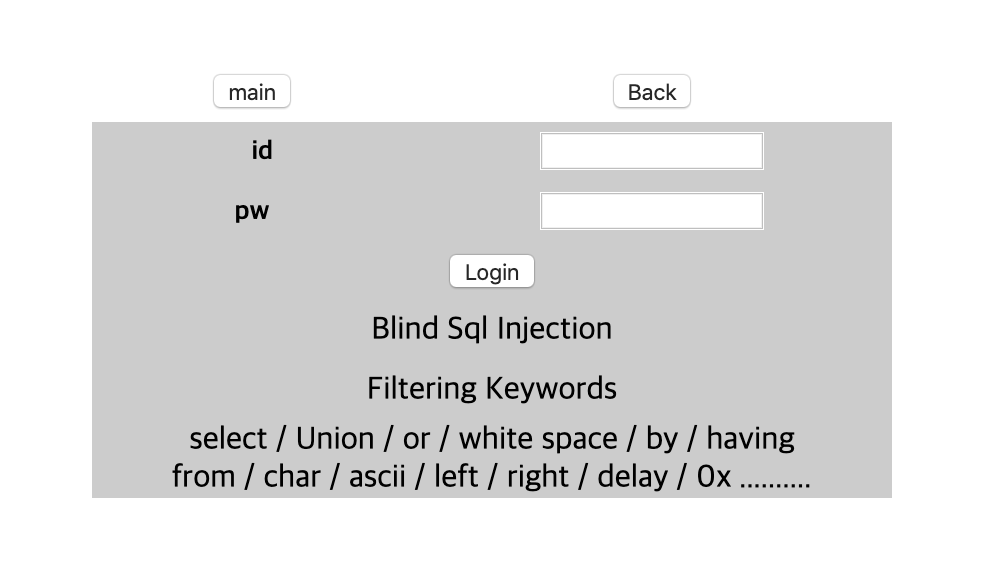 main Back
id
pw
Login
Blind Sql Injection
Filtering Keywords
select / Union / or / white space / by / having
from / char / ascii / left / right / delay / 0x ..........